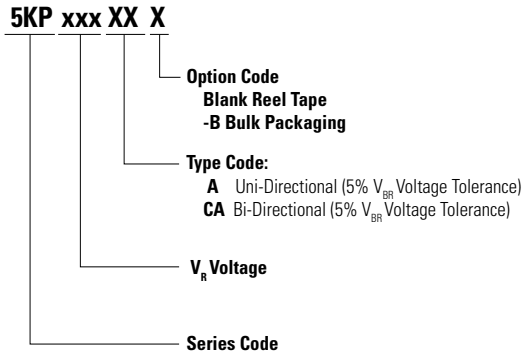 5KP xxx XX X
Option Code
Blank Reel Tape
-B Bulk Packaging
Type Code:
A Uni-Directional (5% VBR Voltage Tolerance)
CA Bi-Directional (5% VBR Voltage Tolerance)
VR Voltage
Series Code